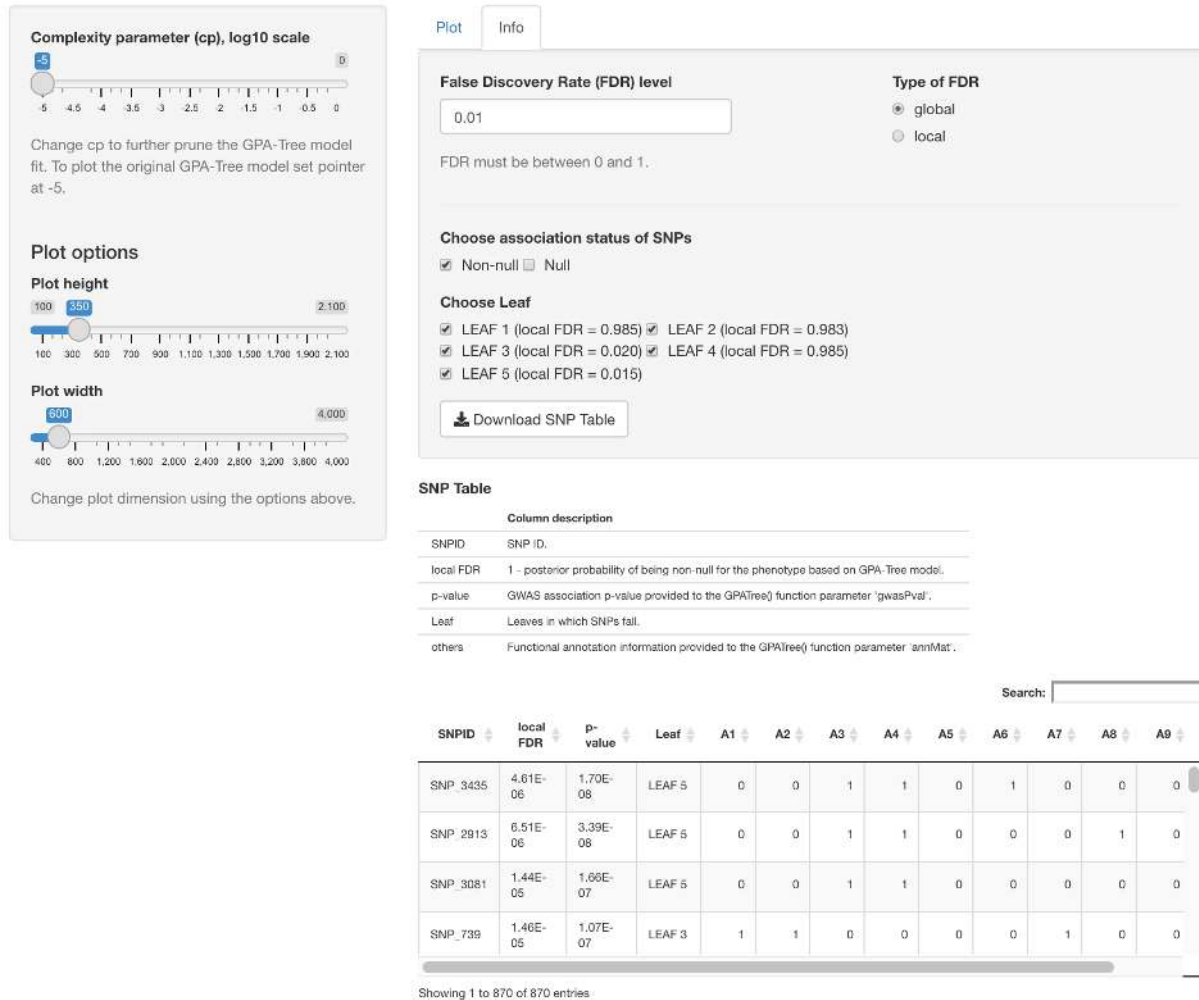 Complexity parameter (cp), log10 scale
-5 0
-5 -4.5 -4 -3.5 -3 -2.5 -2 -1.5 -1 -0.5 0
Change cp to further prune the GPA-Tree model
fit. To plot the original GPA-Tree model set pointer
at -5.
Plot options
Plot height
100 350 2,100
100 300 500 700 900 1,100 1,300 1,500 1,700 1,900 2,100
Plot width
600 4,000
400 800 1,200 1,600 2,000 2,400 2,800 3,200 3,600 4,000
Change plot dimension using the options above.
Plot Info
False Discovery Rate (FDR) level
0.01
FDR must be between 0 and 1.
Type of FDR
global
local
Choose association status of SNPs
Non-null Null
Choose Leaf
LEAF 1 (local FDR = 0.985) LEAF 2 (local FDR = 0.983)
LEAF 3 (local FDR = 0.020) LEAF 4 (local FDR = 0.985)
LEAF 5 (local FDR = 0.015)
Download SNP Table
SNP Table
Column description
SNPID SNP ID.
local FDR 1 - posterior probability of being non-null for the phenotype based on GPA-Tree model.
p-value GWAS association p-value provided to the GPATree() function parameter 'gwasPval'.
Leaf Leaves in which SNPs fall.
others Functional annotation information provided to the GPATree() function parameter 'annMat'.
Search:
SNPID local FDR p-value Leaf A1 A2 A3 A4 A5 A6 A7 A8 A9
SNP_3435 4.61E-06 1.70E-08 LEAF 5 0 0 1 1 0 1 0 0 0
SNP_2913 6.51E-06 3.39E-08 LEAF 5 0 0 1 1 0 0 0 1 0
SNP_3081 1.44E-05 1.66E-07 LEAF 5 0 0 1 1 0 0 0 0 0
SNP_739 1.46E-05 1.07E-07 LEAF 3 1 1 0 0 0 0 1 0 0
Showing 1 to 870 of 870 entries